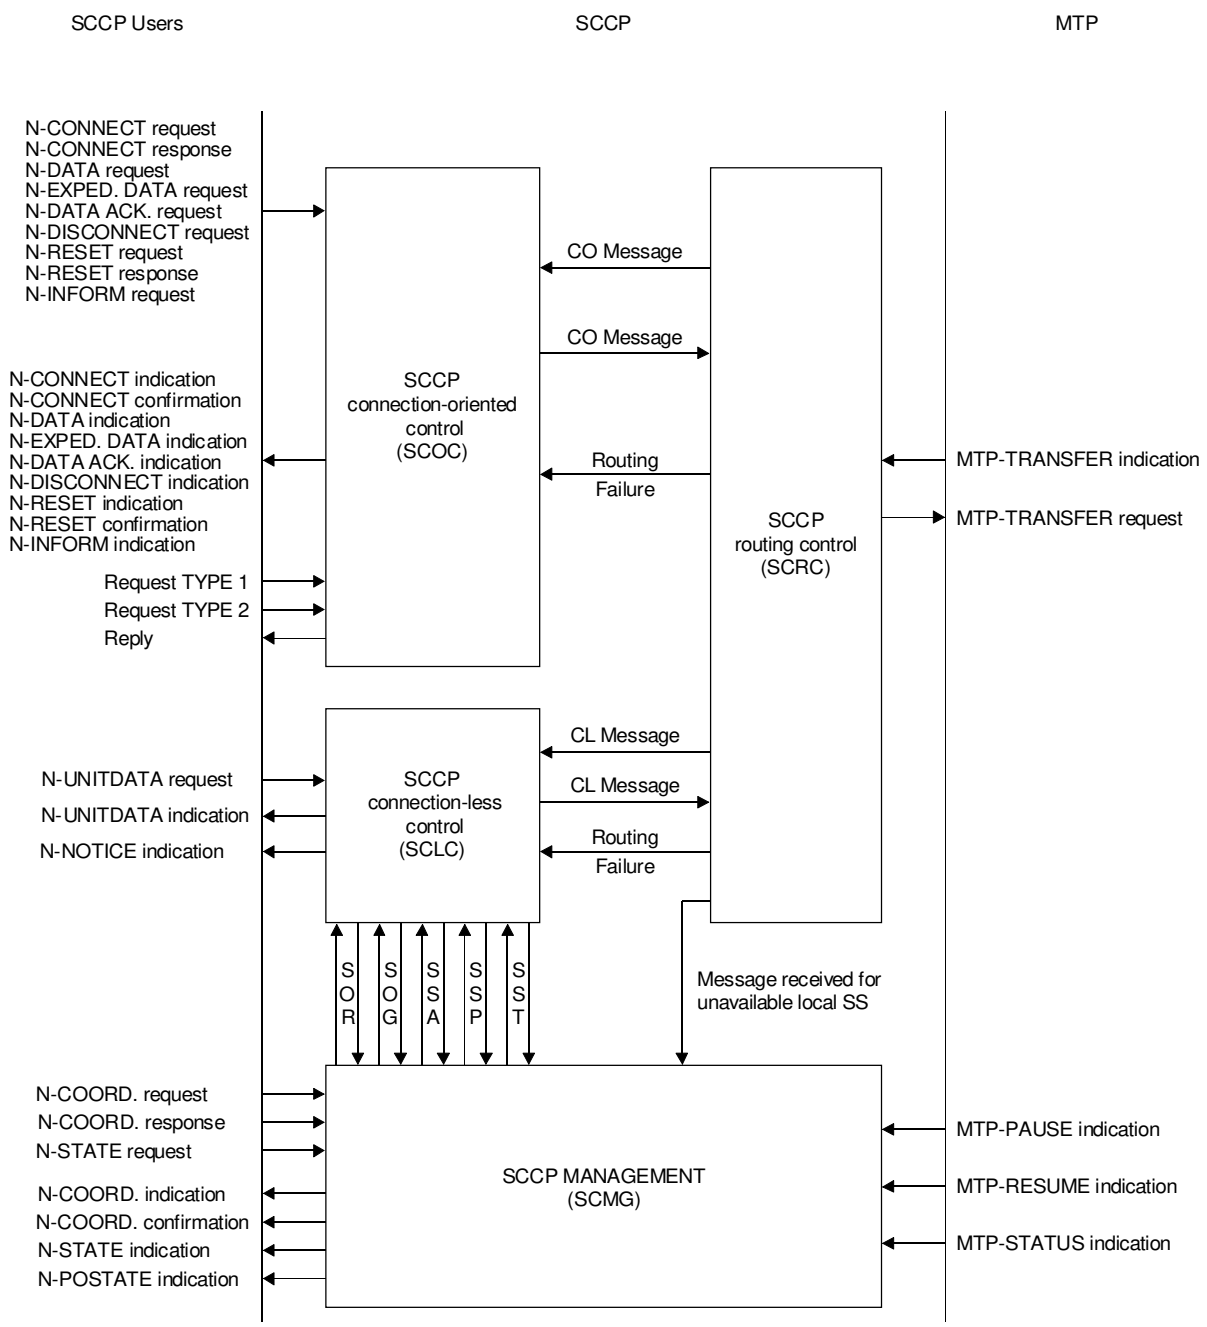 SCCP Users
SCCP
MTP
N-CONNECT request
N-CONNECT response
N-DATA request
N-EXPED. DATA request
N-DATA ACK. request
N-DISCONNECT request
N-RESET request
N-RESET response
N-INFORM request
CO Message
CO Message
N-CONNECT indication
N-CONNECT confirmation
N-DATA indication
N-EXPED. DATA indication
N-DATA ACK. indication
N-DISCONNECT indication
N-RESET indication
N-RESET confirmation
N-INFORM indication
SCCP
connection-oriented
control
(SCOC)
Routing
Failure
SCCP
routing control
(SCRC)
MTP-TRANSFER indication
MTP-TRANSFER request
Request TYPE 1
Request TYPE 2
Reply
N-UNITDATA request
N-UNITDATA indication
N-NOTICE indication
SCCP
connection-less
control
(SCLC)
CL Message
CL Message
Routing
Failure
SOR
SOG
SSA
SSP
SST
Message received for
unavailable local SS
N-COORD. request
N-COORD. response
N-STATE request
N-COORD. indication
N-COORD. confirmation
N-STATE indication
N-POSTATE indication
SCCP MANAGEMENT
(SCMG)
MTP-PAUSE indication
MTP-RESUME indication
MTP-STATUS indication